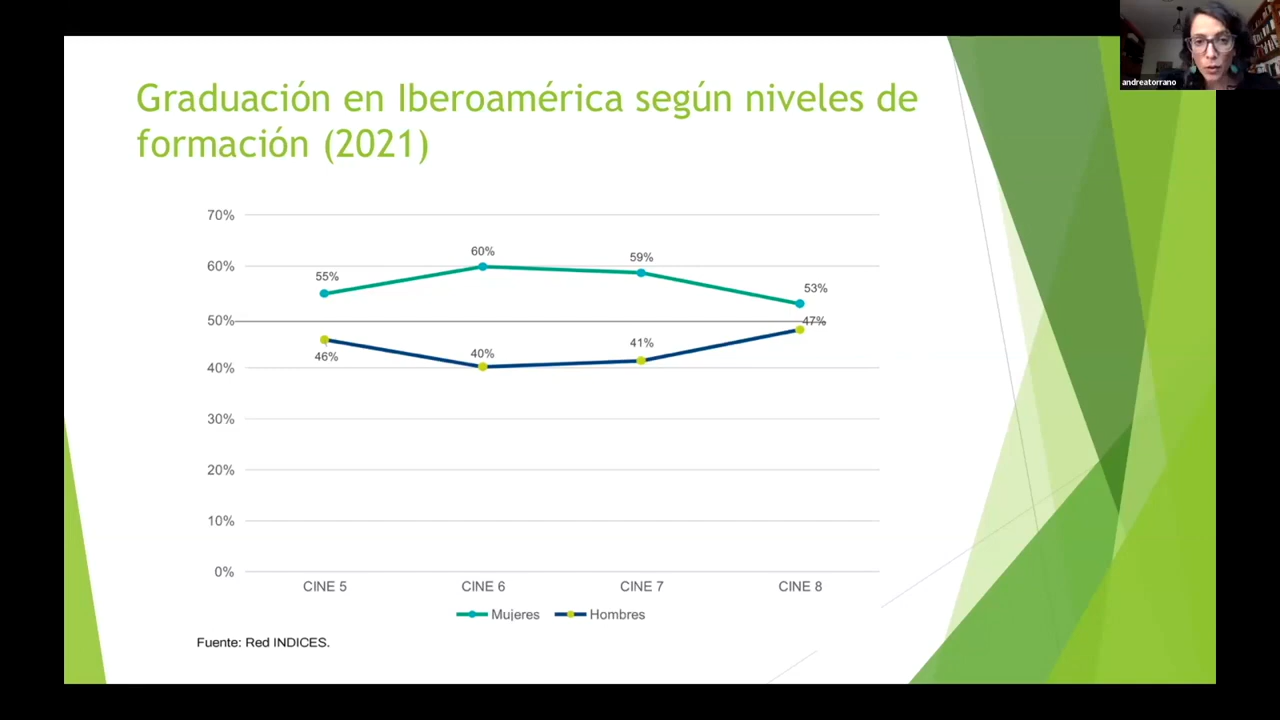 andreatorrano
Graduación en Iberoamérica según niveles de
formación (2021)
70%
60%
50%
40%
30%
20%
10%
0%
55%
60%
59%
53%
46%
40%
41%
47%
CINE 5
CINE 6
CINE 7
CINE 8
Mujeres
Hombres
Fuente: Red INDICES.